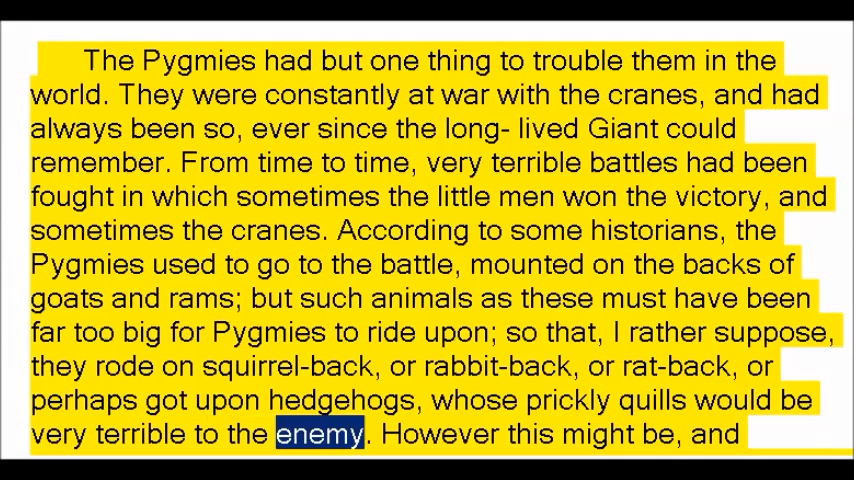 The Pygmies had but one thing to trouble them in the
world. They were constantly at war with the cranes, and had
always been so, ever since the long- lived Giant could
remember. From time to time, very terrible battles had been
fought in which sometimes the little men won the victory, and
sometimes the cranes. According to some historians, the
Pygmies used to go to the battle, mounted on the backs of
goats and rams; but such animals as these must have been
far too big for Pygmies to ride upon; so that, I rather suppose,
they rode on squirrel-back, or rabbit-back, or rat-back, or
perhaps got upon hedgehogs, whose prickly quills would be
very terrible to the enemy. However this might be, and